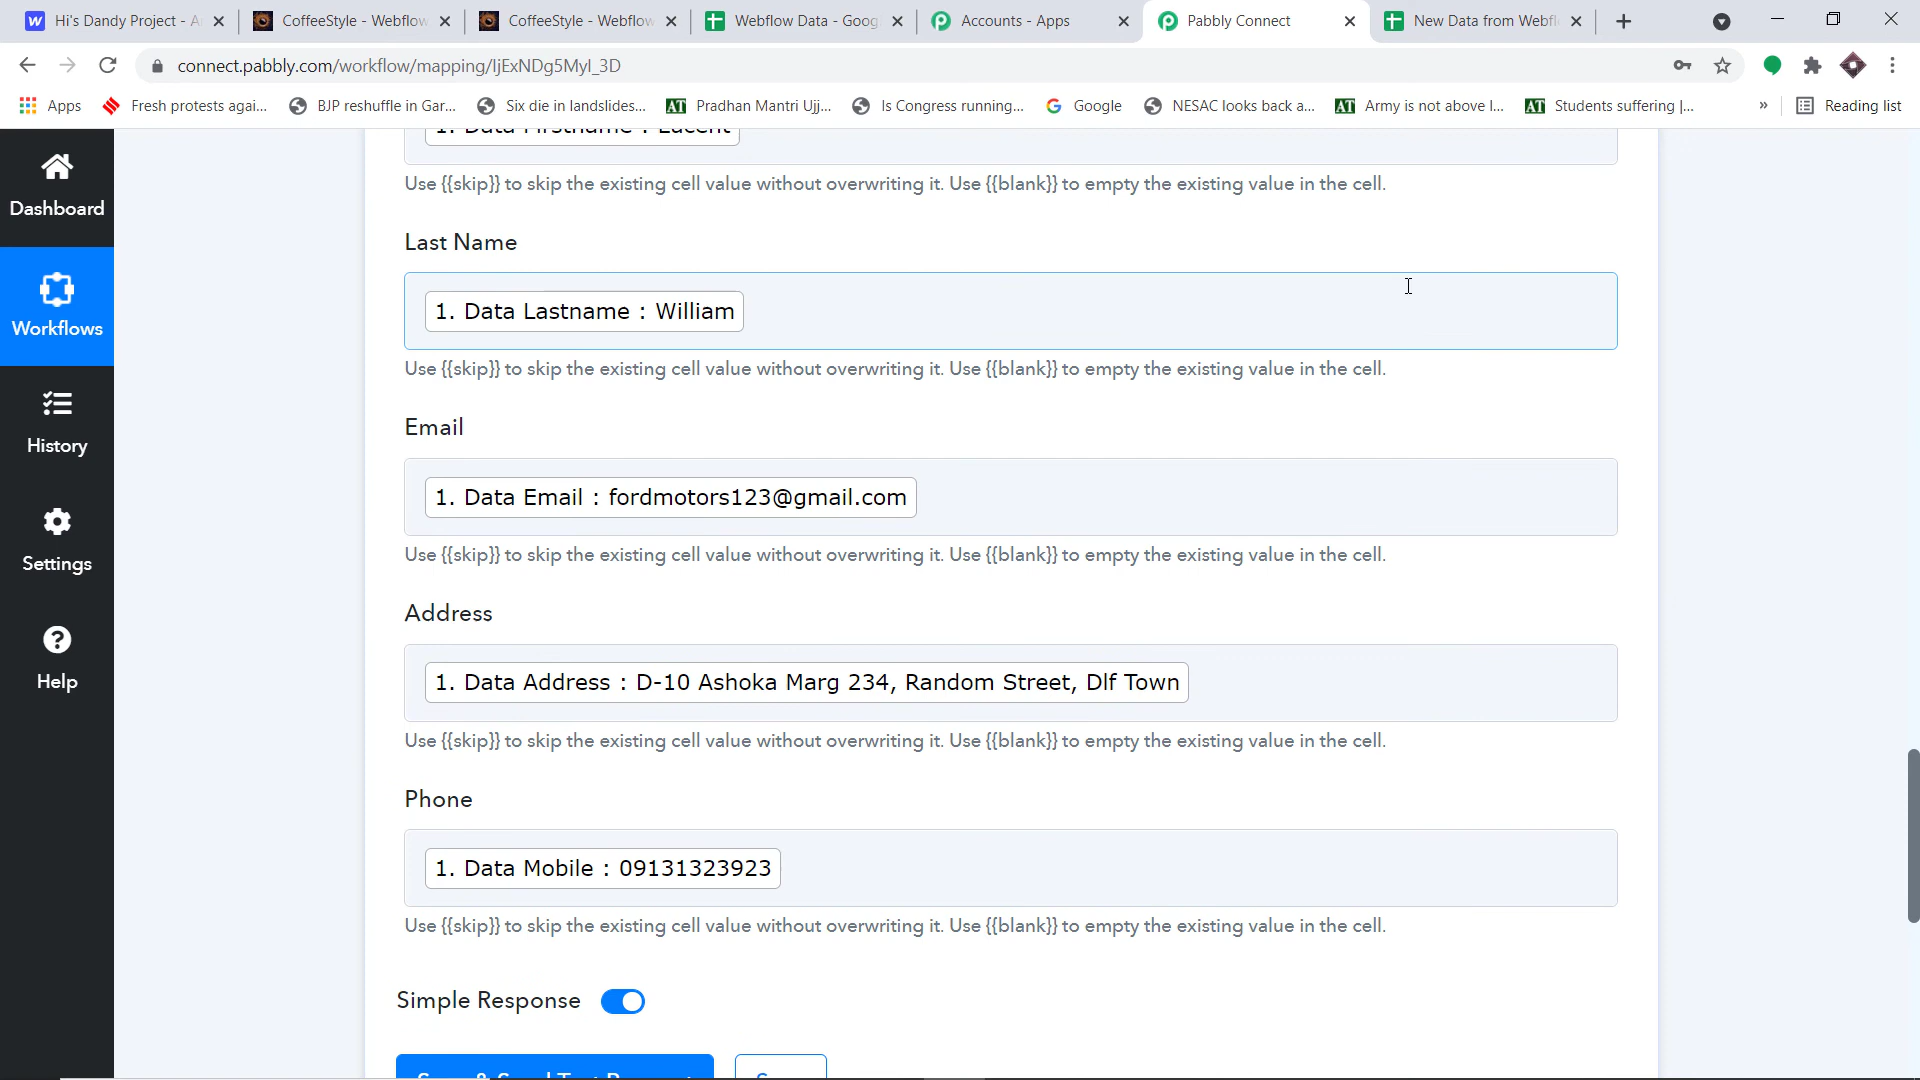 Hi's Dandy Project - A
CoffeeStyle - Webflow
CoffeeStyle - Webflow
Webflow Data - Goog
Accounts - Apps
Pabbly Connect
New Data from Webfl
connect.pabbly.com/workflow/mapping/IjExNDg5MyI_3D
Apps
Fresh protests agai...
BJP reshuffle in Gar...
Six die in landslides...
AT Pradhan Mantri Ujj...
Is Congress running...
Google
NESAC looks back a...
AT Army is not above l...
AT Students suffering |...
»
Reading list
Dashboard
Workflows
History
Settings
Help
1. Data Firstname : Lucent
Use {{skip}} to skip the existing cell value without overwriting it. Use {{blank}} to empty the existing value in the cell.
Last Name
1. Data Lastname : William
Use {{skip}} to skip the existing cell value without overwriting it. Use {{blank}} to empty the existing value in the cell.
Email
1. Data Email : fordmotors123@gmail.com
Use {{skip}} to skip the existing cell value without overwriting it. Use {{blank}} to empty the existing value in the cell.
Address
1. Data Address : D-10 Ashoka Marg 234, Random Street, Dlf Town
Use {{skip}} to skip the existing cell value without overwriting it. Use {{blank}} to empty the existing value in the cell.
Phone
1. Data Mobile : 09131323923
Use {{skip}} to skip the existing cell value without overwriting it. Use {{blank}} to empty the existing value in the cell.
Simple Response
Save & Send Test Request